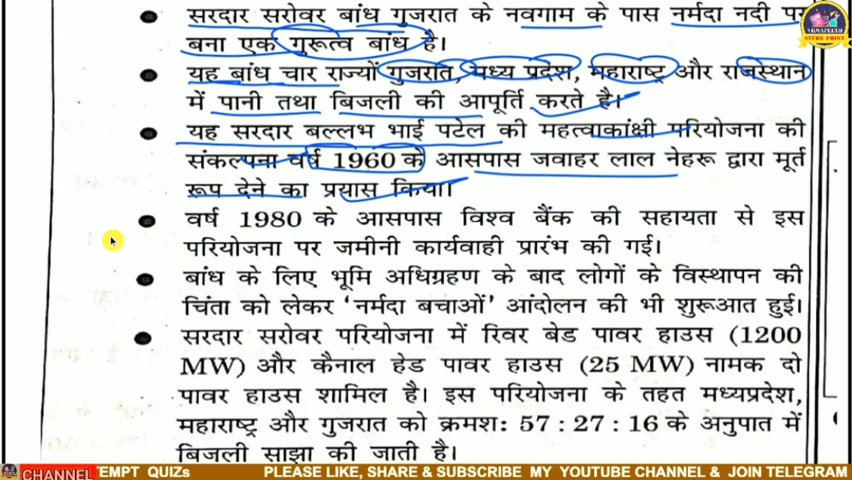 सरदार सरोवर बांध गुजरात के नवगाम के पास नर्मदा नदी पर
बना एक गुरूत्व बांध है।
यह बांध चार राज्यों गुजरात, मध्य प्रदेश, महाराष्ट्र और राजस्थान
में पानी तथा बिजली की आपूर्ति करते है।
यह सरदार बल्लभ भाई पटेल की महत्वाकांक्षी परियोजना की
संकल्पना वर्ष 1960 के आसपास जवाहर लाल नेहरू द्वारा मूर्त
रूप देने का प्रयास किया।
वर्ष 1980 के आसपास विश्व बैंक की सहायता से इस
परियोजना पर जमीनी कार्यवाही प्रारंभ की गई।
बांध के लिए भूमि अधिग्रहण के बाद लोगों के विस्थापन की
चिंता को लेकर ‘नर्मदा बचाओं’ आंदोलन की भी शुरूआत हुई।
सरदार सरोवर परियोजना में रिवर बेड पावर हाउस (1200
MW) और कैनाल हेड पावर हाउस (25 MW) नामक दो
पावर हाउस शामिल है। इस परियोजना के तहत मध्यप्रदेश,
महाराष्ट्र और गुजरात को क्रमश: 57 : 27 : 16 के अनुपात में
बिजली साझा की जाती है।
CHANNEL TEMPT QUIZs PLEASE LIKE, SHARE & SUBSCRIBE MY YOUTUBE CHANNEL & JOIN TELEGRAM
STUDY POINT